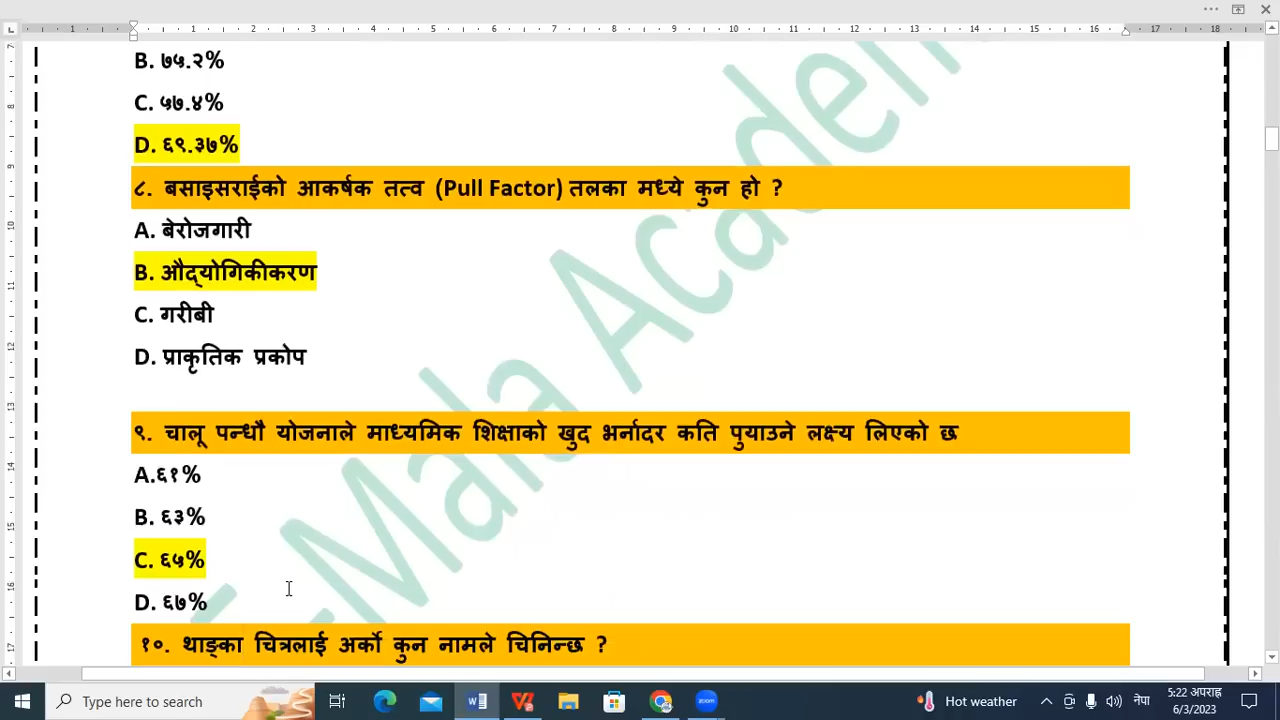 B. ७५.२%
C. ५७.४%
D. ६९.३७%
८. बसाइसराईको आकर्षक तत्व (Pull Factor) तलका मध्ये कुन हो ?
A. बेरोजगारी
B. औद्योगिकीकरण
C. गरीबी
D. प्राकृतिक प्रकोप
९. चालू पन्धौ योजनाले माध्यमिक शिक्षाको खुद भर्नादर कति पुयाउने लक्ष्य लिएको छ
A.६१%
B. ६३%
C. ६५%
D. ६७%
१०. थाङ्का चित्रलाई अर्को कुन नामले चिनिन्छ ?
Mala Academ
Type here to search
Hot weather
नेपा
5:22 अपराह्न
6/3/2023